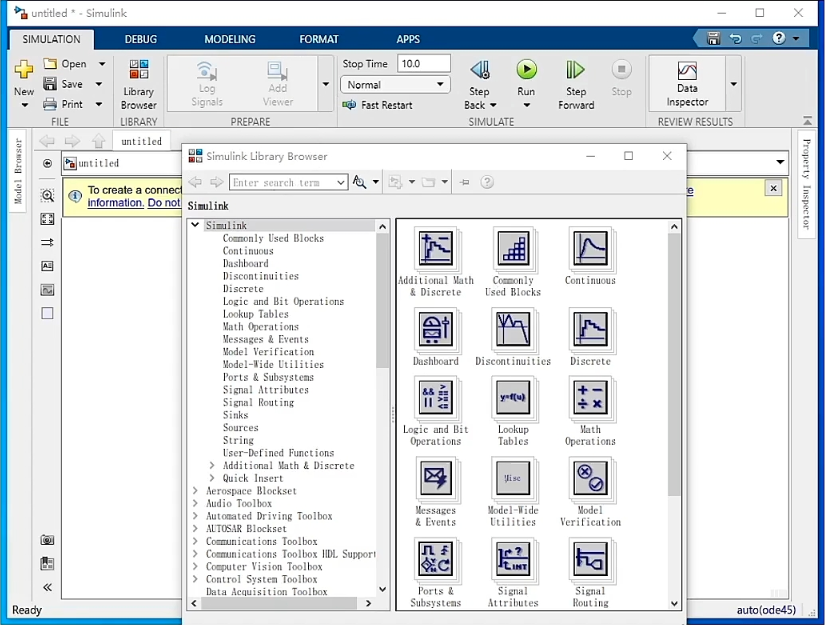 untitled * - Simulink
SIMULATION DEBUG MODELING FORMAT APPS
New
Open
Save
Print
FILE
Library
Browser
LIBRARY
Log
Signals
Add
Viewer
PREPARE
Stop Time 10.0
Normal
Fast Restart
Step
Back
Run
Step
Forward
Stop
SIMULATE
Data
Inspector
REVIEW RESULTS
Model Browser
Property Inspector
untitled
untitled
To create a connect
information. Do not
Simulink Library Browser
Enter search term
Simulink
Simulink
Commonly Used Blocks
Continuous
Dashboard
Discontinuities
Discrete
Logic and Bit Operations
Lookup Tables
Math Operations
Messages & Events
Model Verification
Model-Wide Utilities
Ports & Subsystems
Signal Attributes
Signal Routing
Sinks
Sources
String
User-Defined Functions
Additional Math & Discrete
Quick Insert
Aerospace Blockset
Audio Toolbox
Automated Driving Toolbox
AUTOSAR Blockset
Communications Toolbox
Communications Toolbox HDL Support
Computer Vision Toolbox
Control System Toolbox
Data Acquisition Toolbox
Additional Math
& Discrete
Commonly
Used Blocks
Continuous
Dashboard
Discontinuities
Discrete
Logic and Bit
Operations
y=f(u)
Lookup
Tables
Math
Operations
Messages
& Events
Misc
Model-Wide
Utilities
Model
Verification
Ports &
Subsystems
Signal
Attributes
Signal
Routing
Ready
auto(ode45)